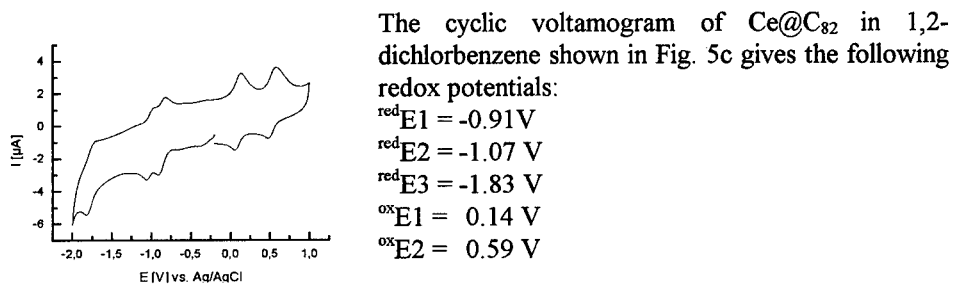 The cyclic voltamogram of Ce@C82 in 1,2-
dichlorbenzene shown in Fig. 5c gives the following
redox potentials:
redE1 = -0.91V
redE2 = -1.07 V
redE3 = -1.83 V
oxE1 = 0.14 V
oxE2 = 0.59 V
I [µA]
4
2
0
-2
-4
-6
-2,0 -1,5 -1,0 -0,5 0,0 0,5 1,0
E [V] vs. Ag/AgCl